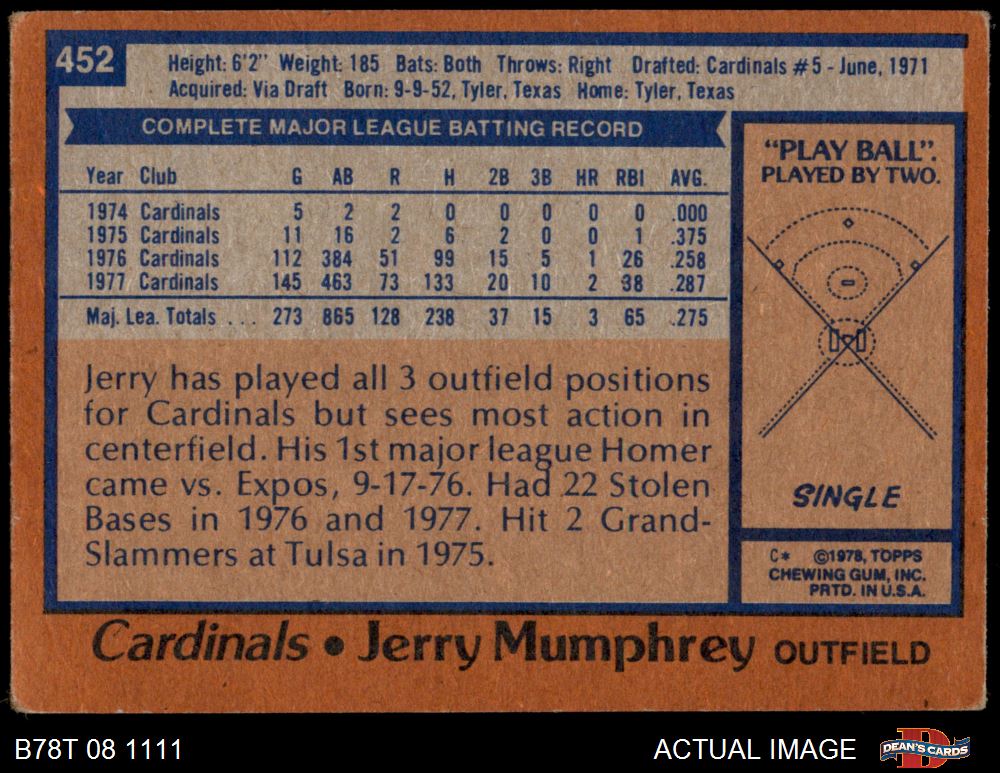 452
Height: 6'2" Weight: 185 Bats: Both Throws: Right Drafted: Cardinals #5 - June, 1971
Acquired: Via Draft Born: 9-9-52, Tyler, Texas Home: Tyler, Texas
COMPLETE MAJOR LEAGUE BATTING RECORD
Year Club G AB R H 2B 3B HR RBI AVG.
1974 Cardinals 5 2 2 0 0 0 0 0 .000
1975 Cardinals 11 16 2 6 2 0 0 1 .375
1976 Cardinals 112 384 51 99 15 5 1 26 .258
1977 Cardinals 145 463 73 133 20 10 2 38 .287
Maj. Lea. Totals . . . 273 865 128 238 37 15 3 65 .275
Jerry has played all 3 outfield positions
for Cardinals but sees most action in
centerfield. His 1st major league Homer
came vs. Expos, 9-17-76. Had 22 Stolen
Bases in 1976 and 1977. Hit 2 Grand-
Slammers at Tulsa in 1975.
"PLAY BALL".
PLAYED BY TWO.
SINGLE
C* ©1978, TOPPS
CHEWING GUM, INC.
PRTD. IN U.S.A.
Cardinals • Jerry Mumphrey OUTFIELD
B78T 08 1111
ACTUAL IMAGE
DEAN'S CARDS